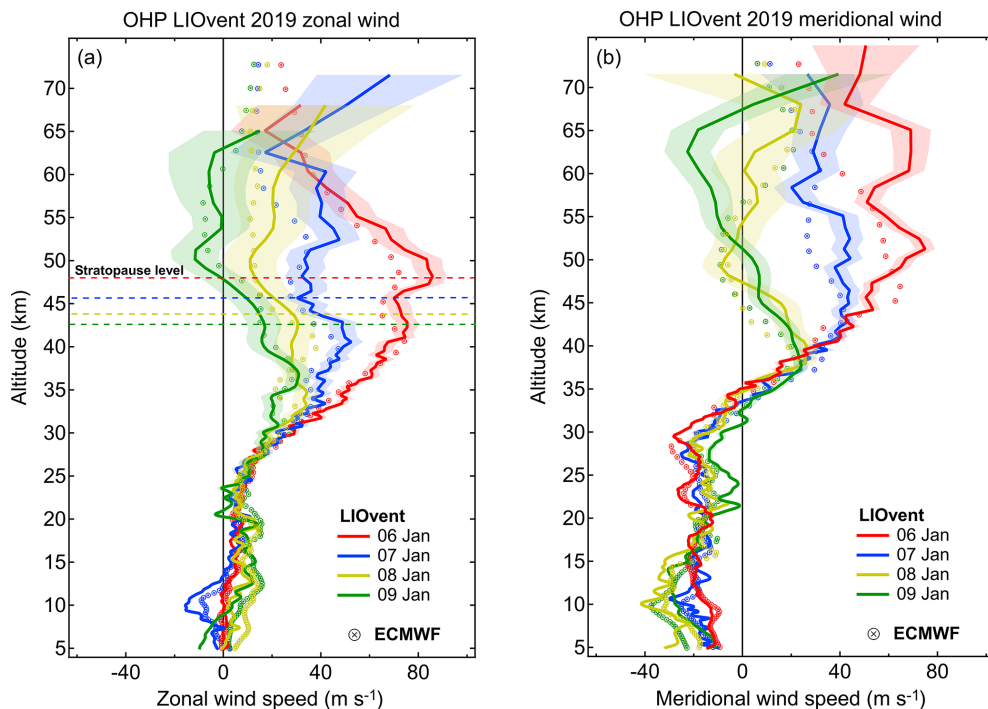 OHP LIOvent 2019 zonal wind
(a)
70
65
60
55
50
45
40
35
30
25
20
15
10
5
Altitude (km)
Stratopause level
LIOvent
06 Jan
07 Jan
08 Jan
09 Jan
ECMWF
-40
0
40
80
Zonal wind speed (m s-1)
OHP LIOvent 2019 meridional wind
(b)
70
65
60
55
50
45
40
35
30
25
20
15
10
5
Altitude (km)
LIOvent
06 Jan
07 Jan
08 Jan
09 Jan
ECMWF
-40
0
40
80
Meridional wind speed (m s-1)